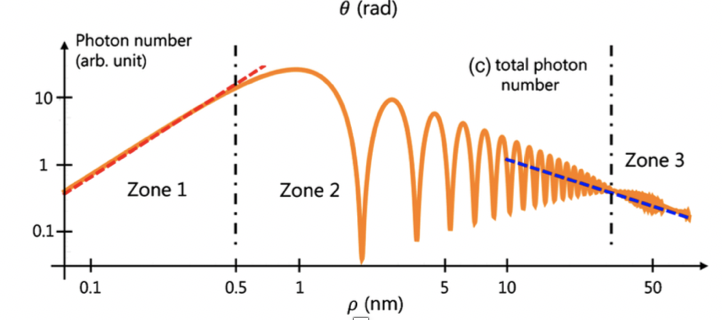 θ (rad)
Photon number
(arb. unit)
(c) total photon
number
10
1
0.1
Zone 1
Zone 2
Zone 3
0.1
0.5
1
5
10
50
ρ (nm)